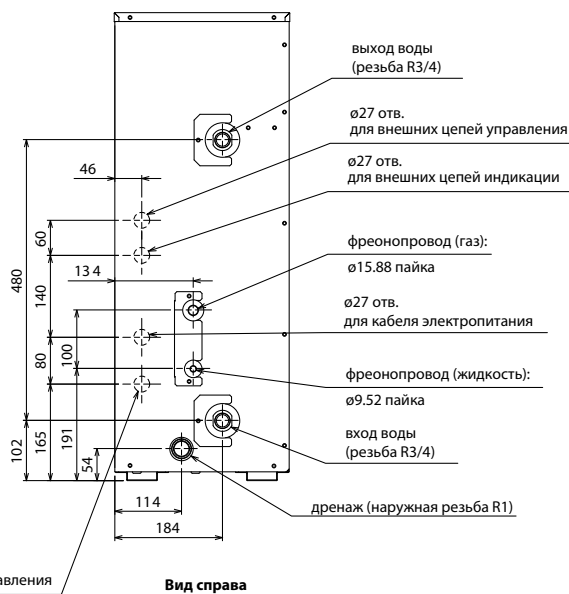 выход воды
(резьба R3/4)
ø27 отв.
для внешних цепей управления
ø27 отв.
для внешних цепей индикации
46
60
134
480
140
фреонопровод (газ):
ø15.88 пайка
ø27 отв.
для кабеля электропитания
100
80
фреонопровод (жидкость):
ø9.52 пайка
вход воды
(резьба R3/4)
102
165
191
54
114
184
дренаж (наружная резьба R1)
авления
Вид справа